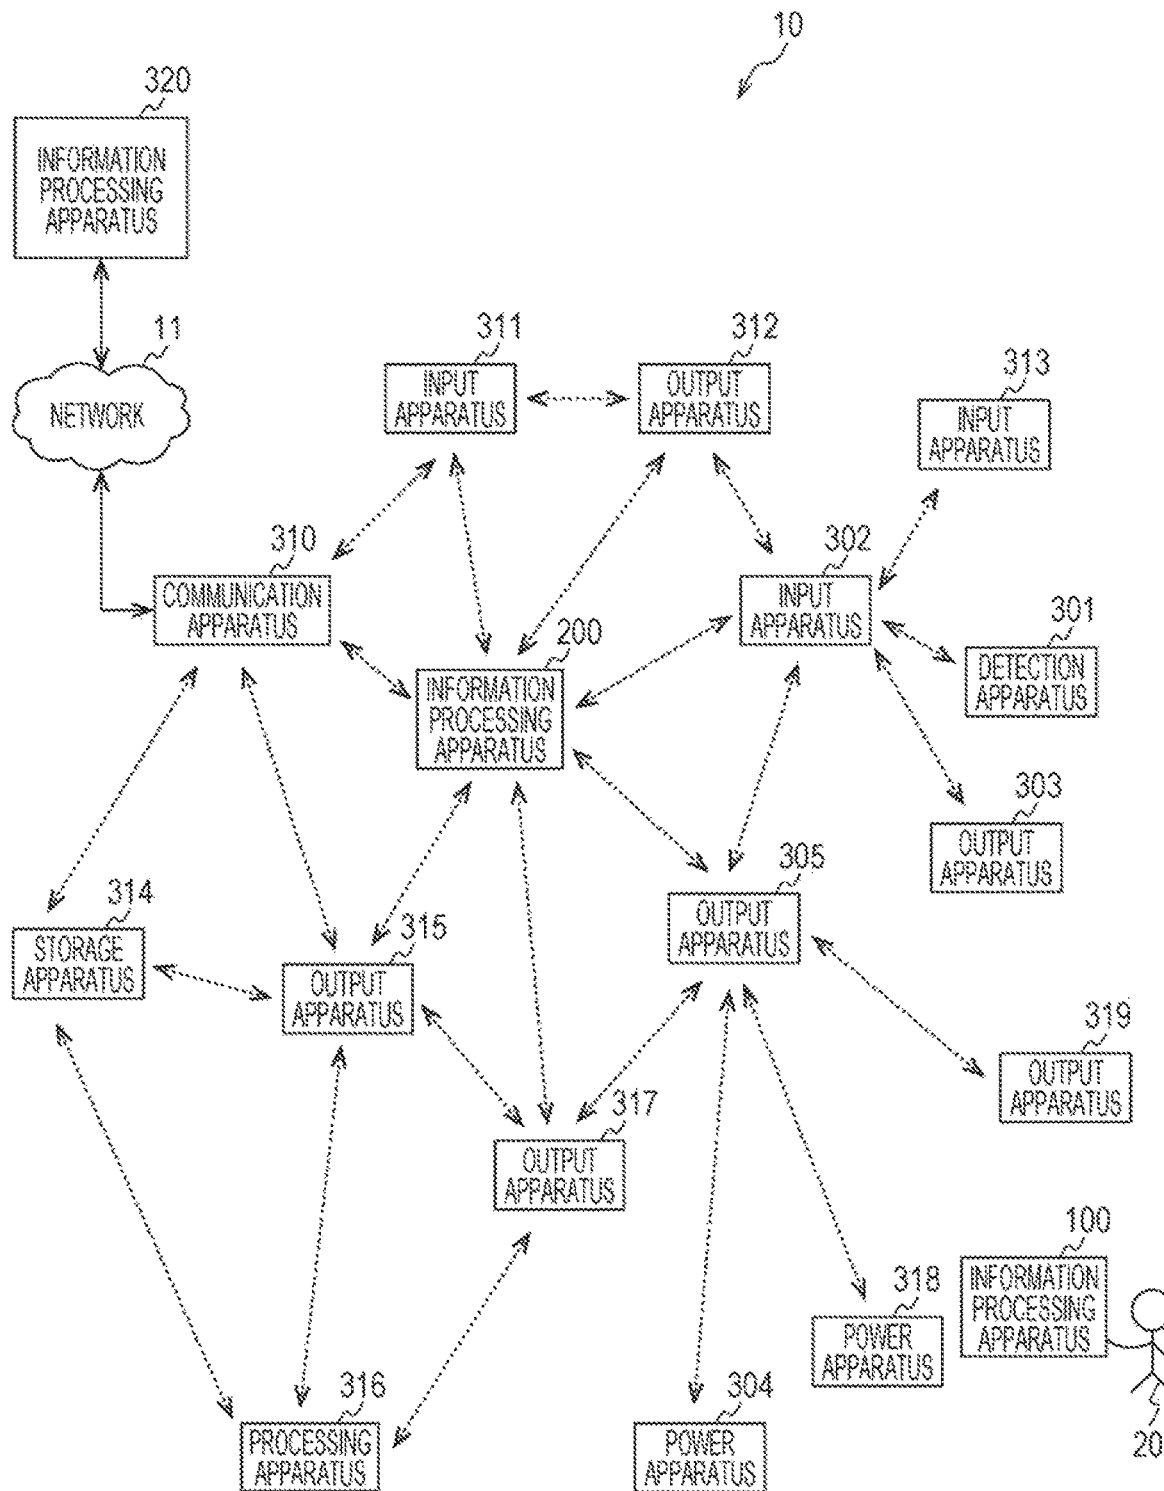 10
320
INFORMATION
PROCESSING
APPARATUS
11
NETWORK
311
INPUT
APPARATUS
312
OUTPUT
APPARATUS
313
INPUT
APPARATUS
310
COMMUNICATION
APPARATUS
302
INPUT
APPARATUS
200
INFORMATION
PROCESSING
APPARATUS
301
DETECTION
APPARATUS
303
OUTPUT
APPARATUS
305
OUTPUT
APPARATUS
314
STORAGE
APPARATUS
315
OUTPUT
APPARATUS
319
OUTPUT
APPARATUS
317
OUTPUT
APPARATUS
100
INFORMATION
PROCESSING
APPARATUS
318
POWER
APPARATUS
316
PROCESSING
APPARATUS
304
POWER
APPARATUS
20